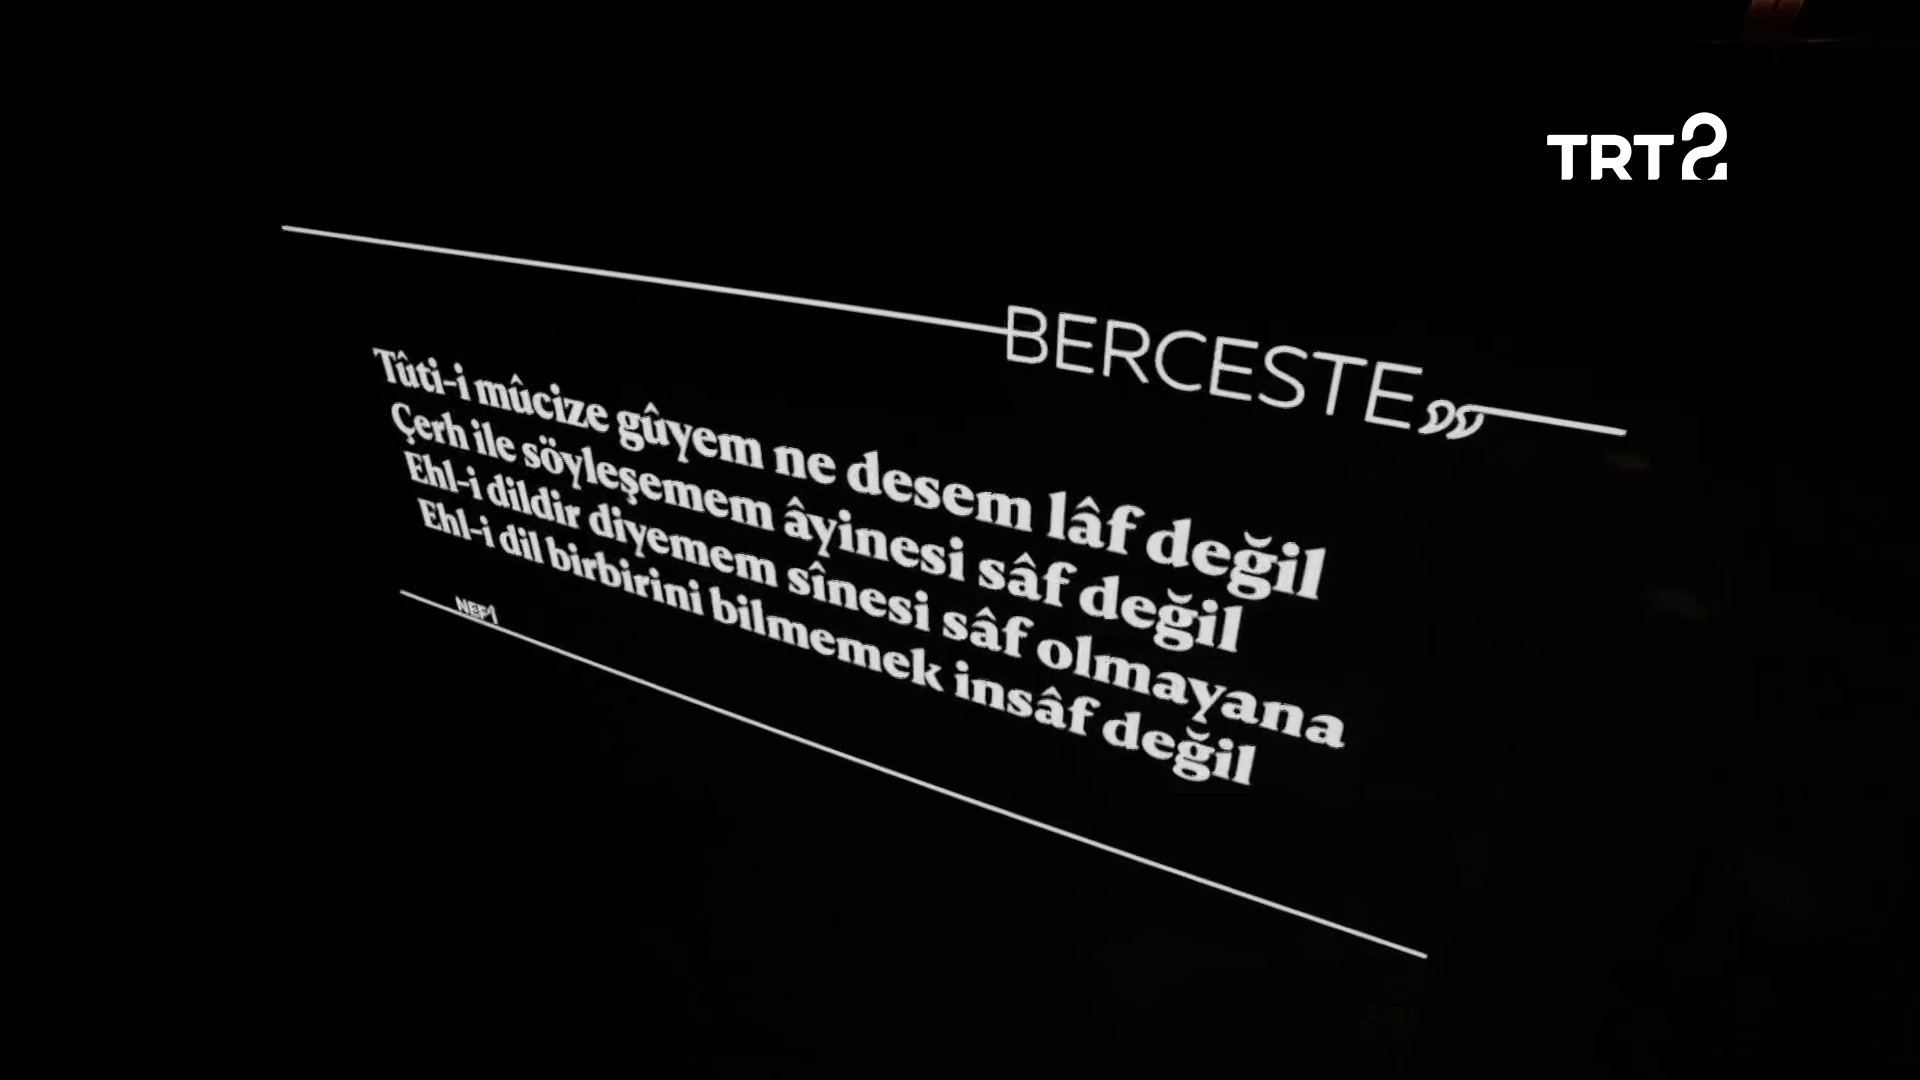 TRT2
BERCESTE”
Tûti-i mûcize gûyem ne desem lâf değil
Çerh ile söyleşemem âyinesi sâf değil
Ehl-i dildir diyemem sînesi sâf olmayana
Ehl-i dil birbirini bilmemek insâf değil
NEF'Î